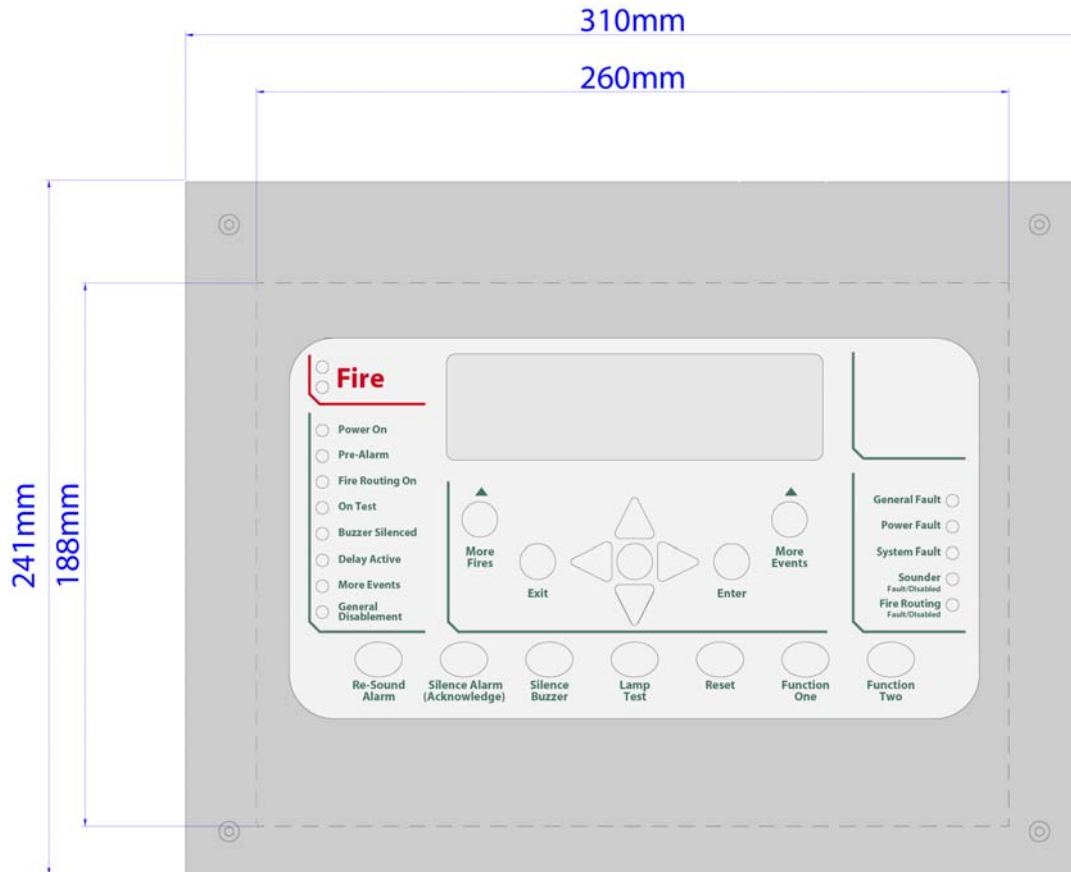 310mm
260mm
241mm
188mm
Fire
Power On
Pre-Alarm
Fire Routing On
On Test
Buzzer Silenced
Delay Active
More Events
General
Disablement
More
Fires
Exit
Enter
More
Events
General Fault
Power Fault
System Fault
Sounder
Fault/Disabled
Fire Routing
Fault/Disabled
Re-Sound
Alarm
Silence Alarm
(Acknowledge)
Silence
Buzzer
Lamp
Test
Reset
Function
One
Function
Two